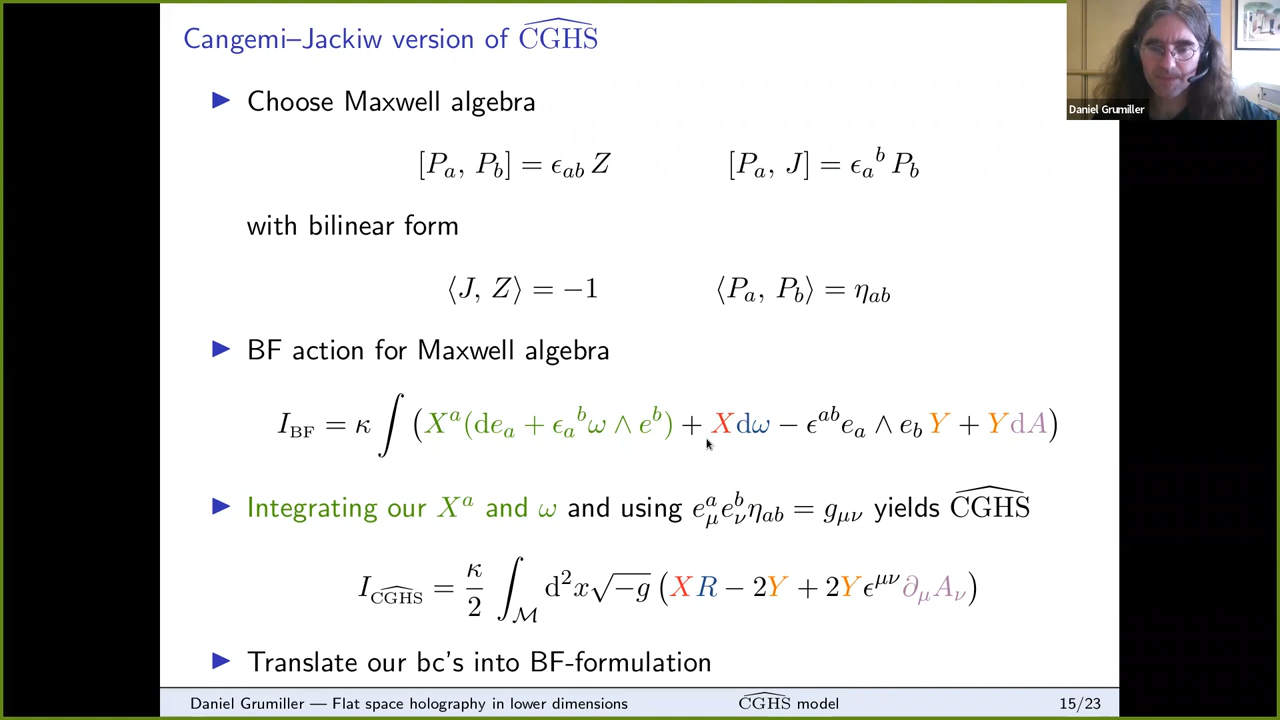 Cangemi–Jackiw version of $\widehat{\text{CGHS}}$
Daniel Grumiller
▶ Choose Maxwell algebra
$[P_a, P_b] = \epsilon_{ab} Z \qquad [P_a, J] = \epsilon_a{}^b P_b$
with bilinear form
$\langle J, Z \rangle = -1 \qquad \langle P_a, P_b \rangle = \eta_{ab}$
▶ BF action for Maxwell algebra
$I_{\text{BF}} = \kappa \int \left( X^a (\text{d}e_a + \epsilon_a{}^b \omega \wedge e^b) + X \text{d}\omega - \epsilon^{ab} e_a \wedge e_b Y + Y \text{d}A \right)$
▶ Integrating our $X^a$ and $\omega$ and using $e^a_\mu e^b_\nu \eta_{ab} = g_{\mu\nu}$ yields $\widehat{\text{CGHS}}$
$I_{\widehat{\text{CGHS}}} = \frac{\kappa}{2} \int_{\mathcal{M}} \text{d}^2x \sqrt{-g} \left( X R - 2Y + 2Y \epsilon^{\mu\nu} \partial_\mu A_\nu \right)$
▶ Translate our bc's into BF-formulation
Daniel Grumiller — Flat space holography in lower dimensions $\widehat{\text{CGHS}}$ model 15/23